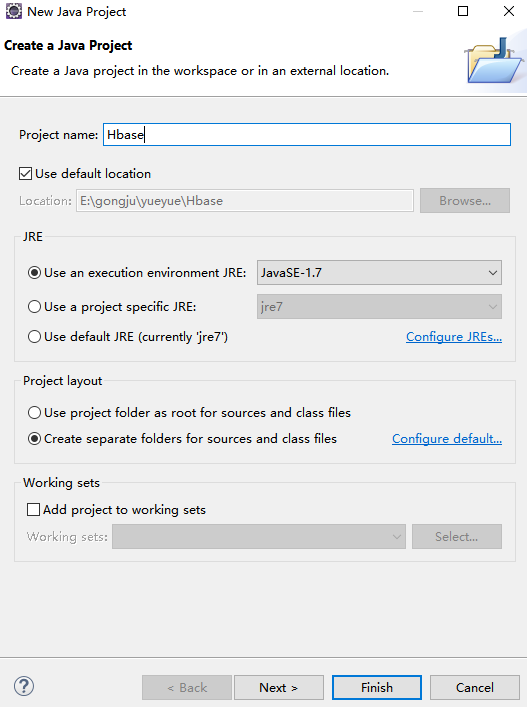 New Java Project
Create a Java Project
Create a Java project in the workspace or in an external location.
Project name: Hbase
Use default location
Location: E:\gongju\yueyue\Hbase Browse...
JRE
Use an execution environment JRE: JavaSE-1.7
Use a project specific JRE: jre7
Use default JRE (currently 'jre7') Configure JREs...
Project layout
Use project folder as root for sources and class files
Create separate folders for sources and class files Configure default...
Working sets
Add project to working sets
Working sets: Select...
? < Back Next > Finish Cancel